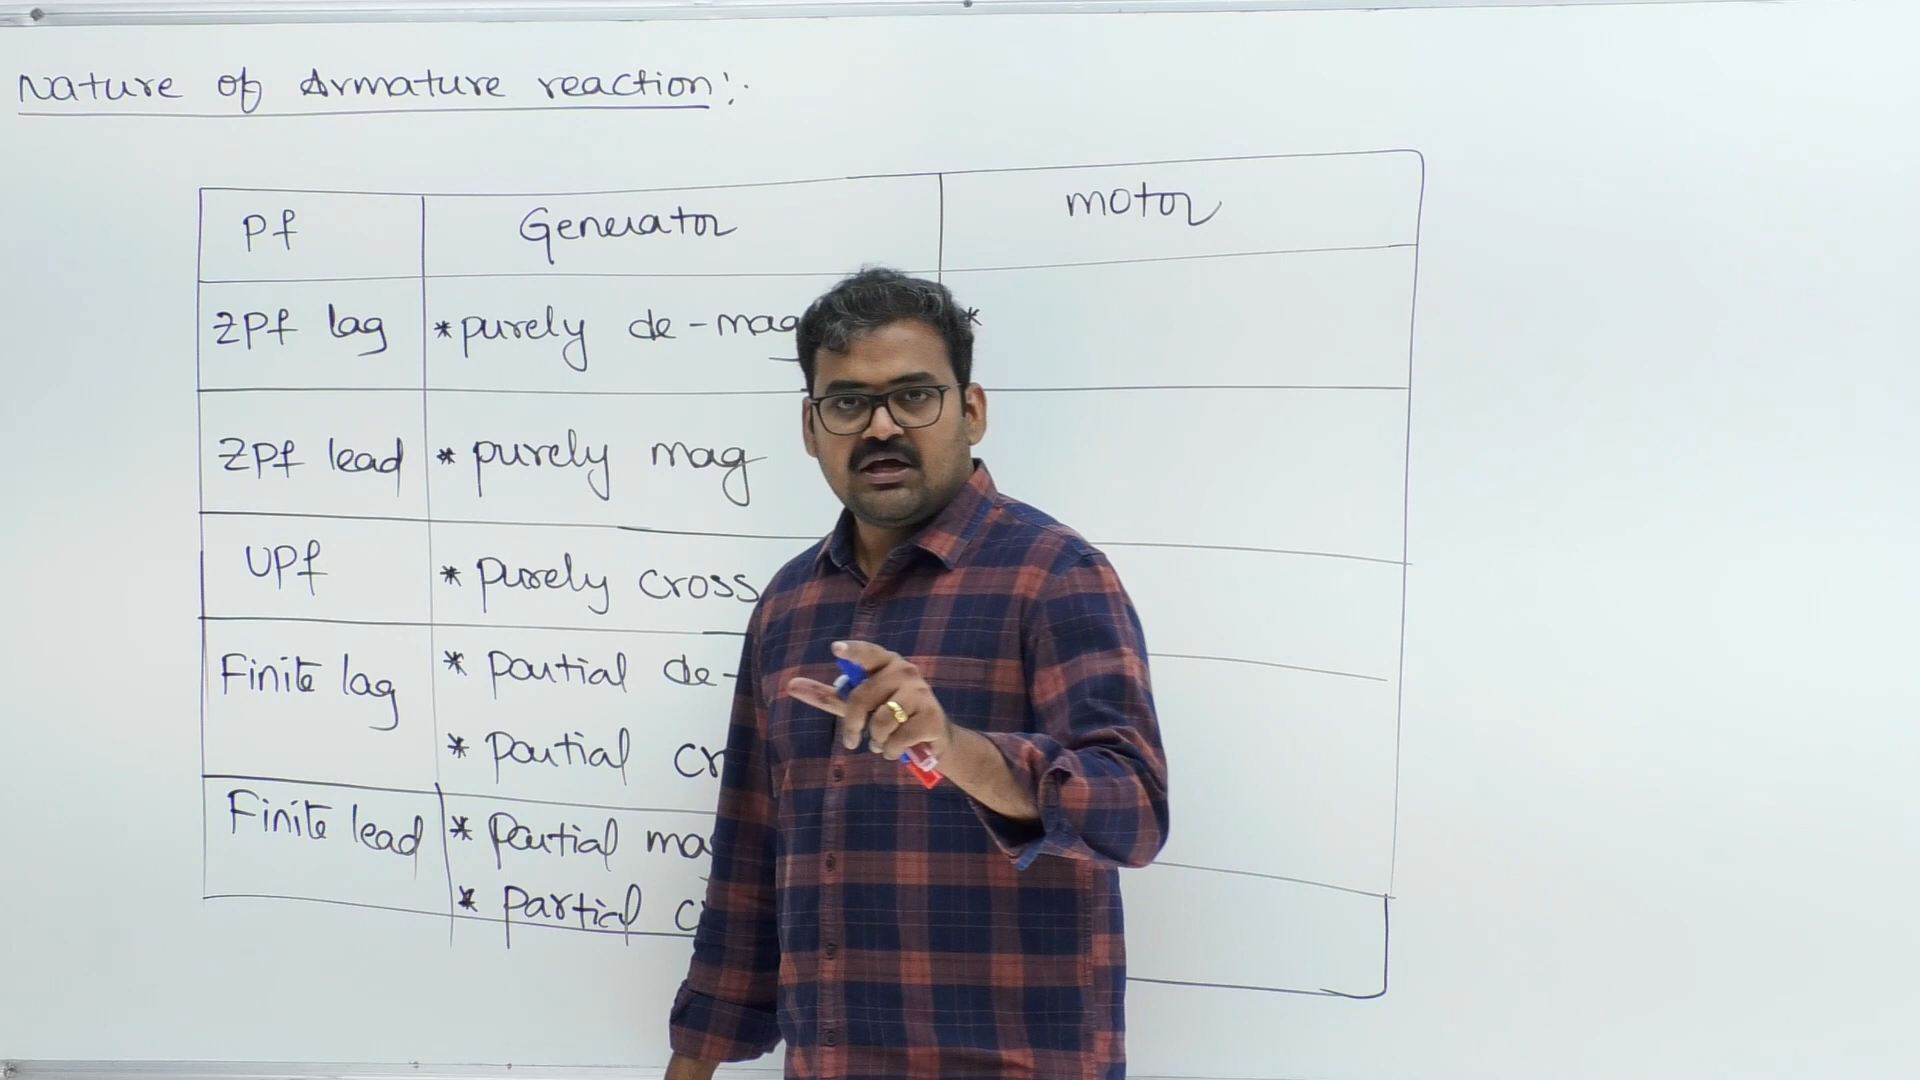 Nature of Armature reaction:-
Pf Generator motor
ZPf lag * purely de-mag *
ZPf lead * purely mag
UPf * Purely cross
Finite lag * partial de-
* partial
Finite lead * partial
* partial